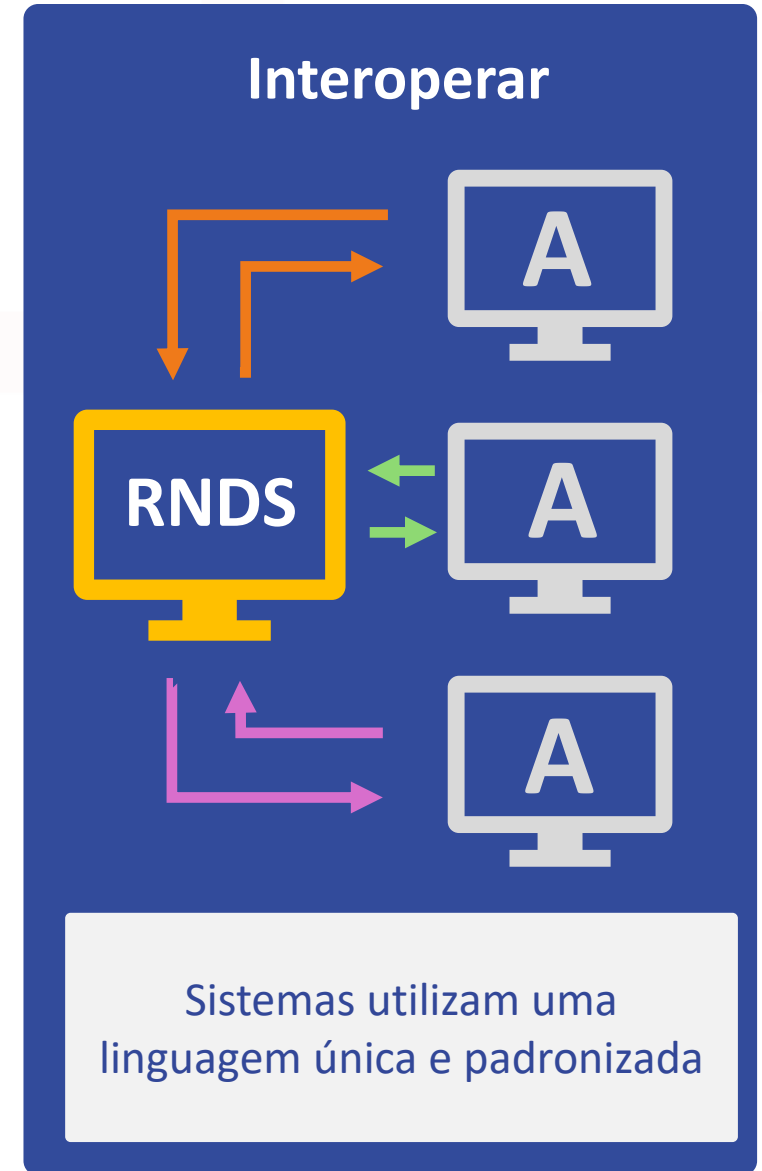 Interoperar
A
RNDS
A
A
Sistemas utilizam uma
linguagem única e padronizada